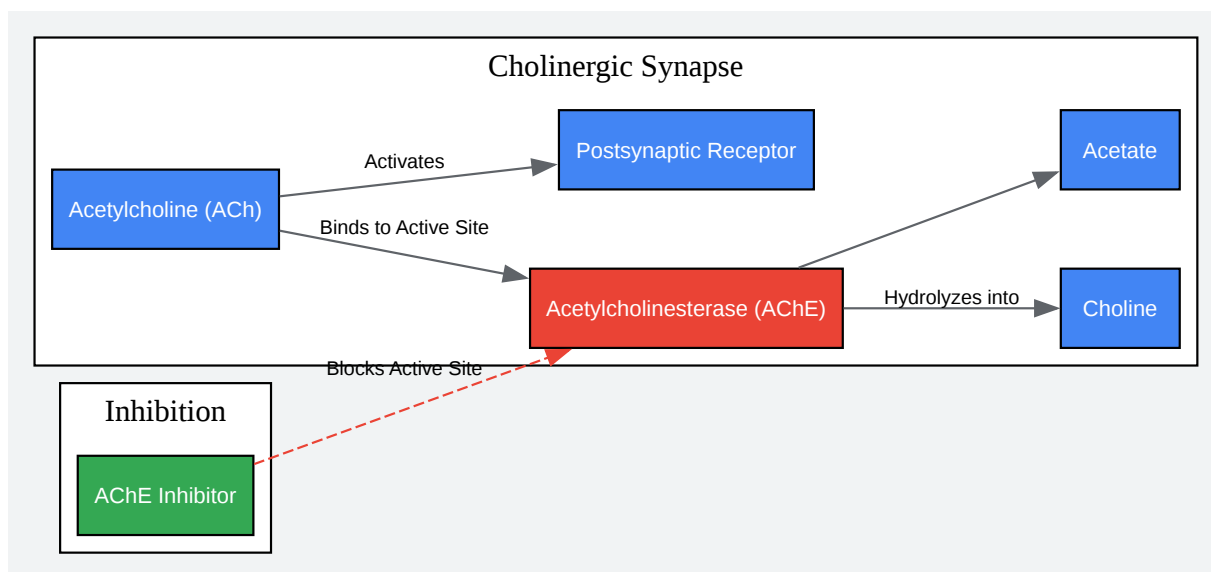 Cholinergic Synapse
Postsynaptic Receptor
Acetate
Activates
Acetylcholine (ACh)
Binds to Active Site
Hydrolyzes into
Acetylcholinesterase (AChE)
Choline
Blocks Active Site
Inhibition
AChE Inhibitor